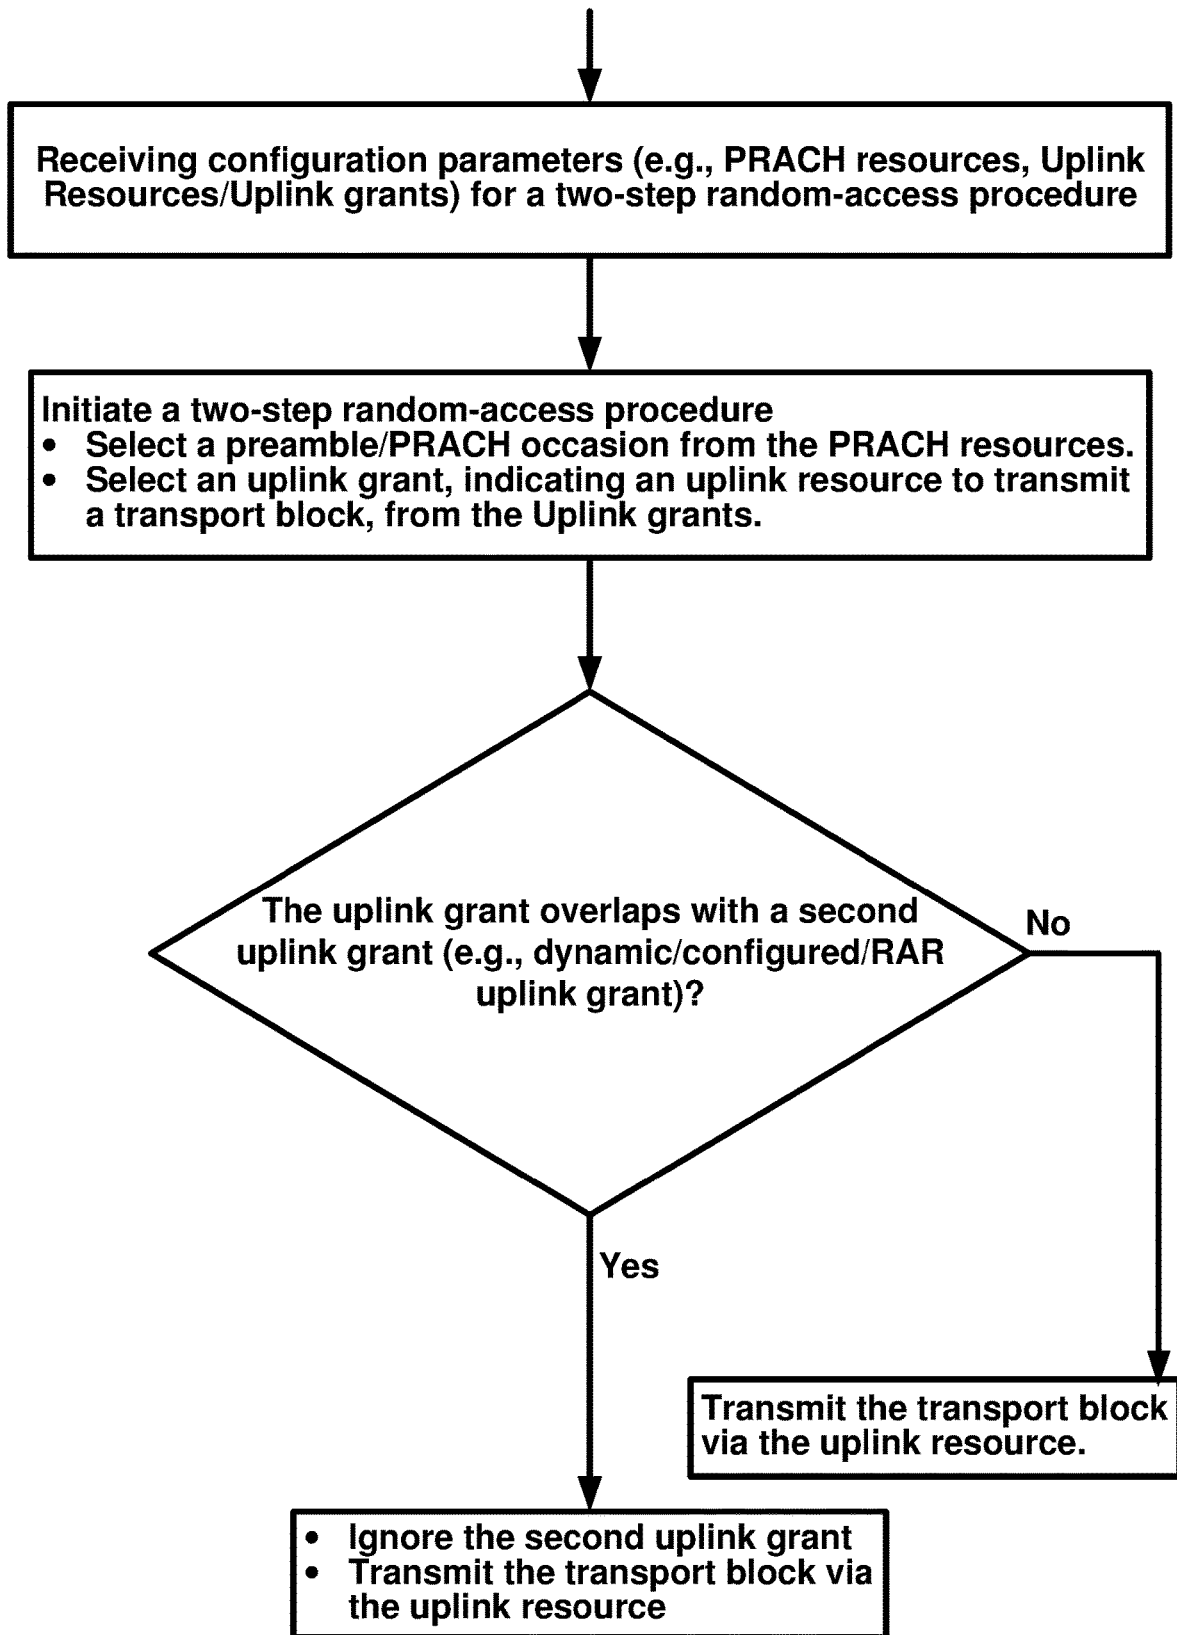 Receiving configuration parameters (e.g., PRACH resources, Uplink
Resources/Uplink grants) for a two-step random-access procedure
Initiate a two-step random-access procedure
• Select a preamble/PRACH occasion from the PRACH resources.
• Select an uplink grant, indicating an uplink resource to transmit
a transport block, from the Uplink grants.
The uplink grant overlaps with a second
uplink grant (e.g., dynamic/configured/RAR
uplink grant)?
No
Yes
Transmit the transport block
via the uplink resource.
• Ignore the second uplink grant
• Transmit the transport block via
the uplink resource